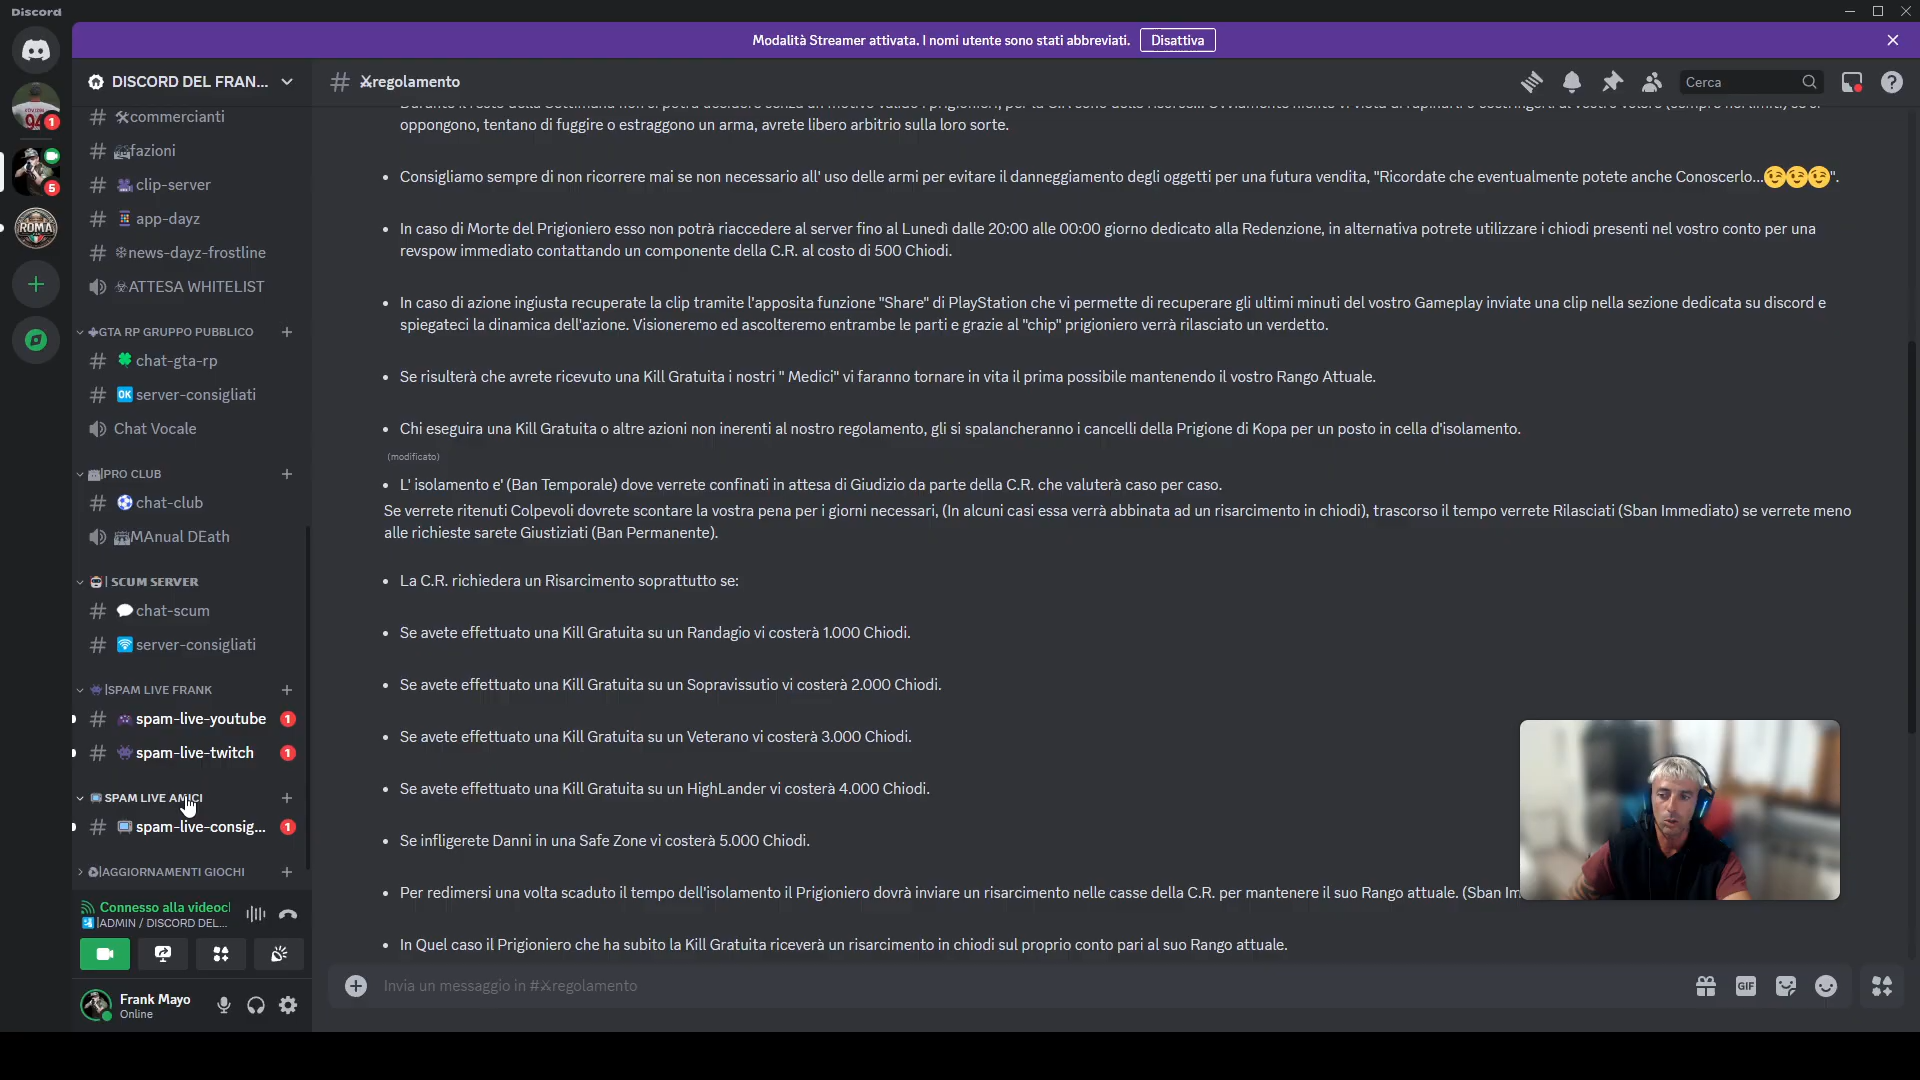 Discord
Modalità Streamer attivata. I nomi utente sono stati abbreviati.
Disattiva
DISCORD DEL FRAN...
regolamento
Cerca
commercianti
fazioni
clip-server
app-dayz
news-dayz-frostline
ATTESA WHITELIST
GTA RP GRUPPO PUBBLICO
chat-gta-rp
server-consigliati
Chat Vocale
|PRO CLUB
chat-club
MAnual DEath
| SCUM SERVER
chat-scum
server-consigliati
|SPAM LIVE FRANK
spam-live-youtube 1
spam-live-twitch 1
SPAM LIVE AMICI
spam-live-consig... 1
|AGGIORNAMENTI GIOCHI
Connesso alla videoc
|ADMIN / DISCORD DEL...
Frank Mayo
Online
1
5
ROMA
oppongono, tentano di fuggire o estraggono un arma, avrete libero arbitrio sulla loro sorte.
• Consigliamo sempre di non ricorrere mai se non necessario all' uso delle armi per evitare il danneggiamento degli oggetti per una futura vendita, "Ricordate che eventualmente potete anche Conoscerlo...😉😉😉".
• In caso di Morte del Prigioniero esso non potrà riaccedere al server fino al Lunedì dalle 20:00 alle 00:00 giorno dedicato alla Redenzione, in alternativa potrete utilizzare i chiodi presenti nel vostro conto per una
revspow immediato contattando un componente della C.R. al costo di 500 Chiodi.
• In caso di azione ingiusta recuperate la clip tramite l'apposita funzione "Share" di PlayStation che vi permette di recuperare gli ultimi minuti del vostro Gameplay inviate una clip nella sezione dedicata su discord e
spiegateci la dinamica dell'azione. Visioneremo ed ascolteremo entrambe le parti e grazie al "chip" prigioniero verrà rilasciato un verdetto.
• Se risulterà che avrete ricevuto una Kill Gratuita i nostri " Medici" vi faranno tornare in vita il prima possibile mantenendo il vostro Rango Attuale.
• Chi eseguira una Kill Gratuita o altre azioni non inerenti al nostro regolamento, gli si spalancheranno i cancelli della Prigione di Kopa per un posto in cella d'isolamento.
(modificato)
• L' isolamento e' (Ban Temporale) dove verrete confinati in attesa di Giudizio da parte della C.R. che valuterà caso per caso.
Se verrete ritenuti Colpevoli dovrete scontare la vostra pena per i giorni necessari, (In alcuni casi essa verrà abbinata ad un risarcimento in chiodi), trascorso il tempo verrete Rilasciati (Sban Immediato) se verrete meno
alle richieste sarete Giustiziati (Ban Permanente).
• La C.R. richiedera un Risarcimento soprattutto se:
• Se avete effettuato una Kill Gratuita su un Randagio vi costerà 1.000 Chiodi.
• Se avete effettuato una Kill Gratuita su un Sopravissutio vi costerà 2.000 Chiodi.
• Se avete effettuato una Kill Gratuita su un Veterano vi costerà 3.000 Chiodi.
• Se avete effettuato una Kill Gratuita su un HighLander vi costerà 4.000 Chiodi.
• Se infligerete Danni in una Safe Zone vi costerà 5.000 Chiodi.
• Per redimersi una volta scaduto il tempo dell'isolamento il Prigioniero dovrà inviare un risarcimento nelle casse della C.R. per mantenere il suo Rango attuale. (Sban Im
• In Quel caso il Prigioniero che ha subito la Kill Gratuita riceverà un risarcimento in chiodi sul proprio conto pari al suo Rango attuale.
Invia un messaggio in #regolamento
GIF